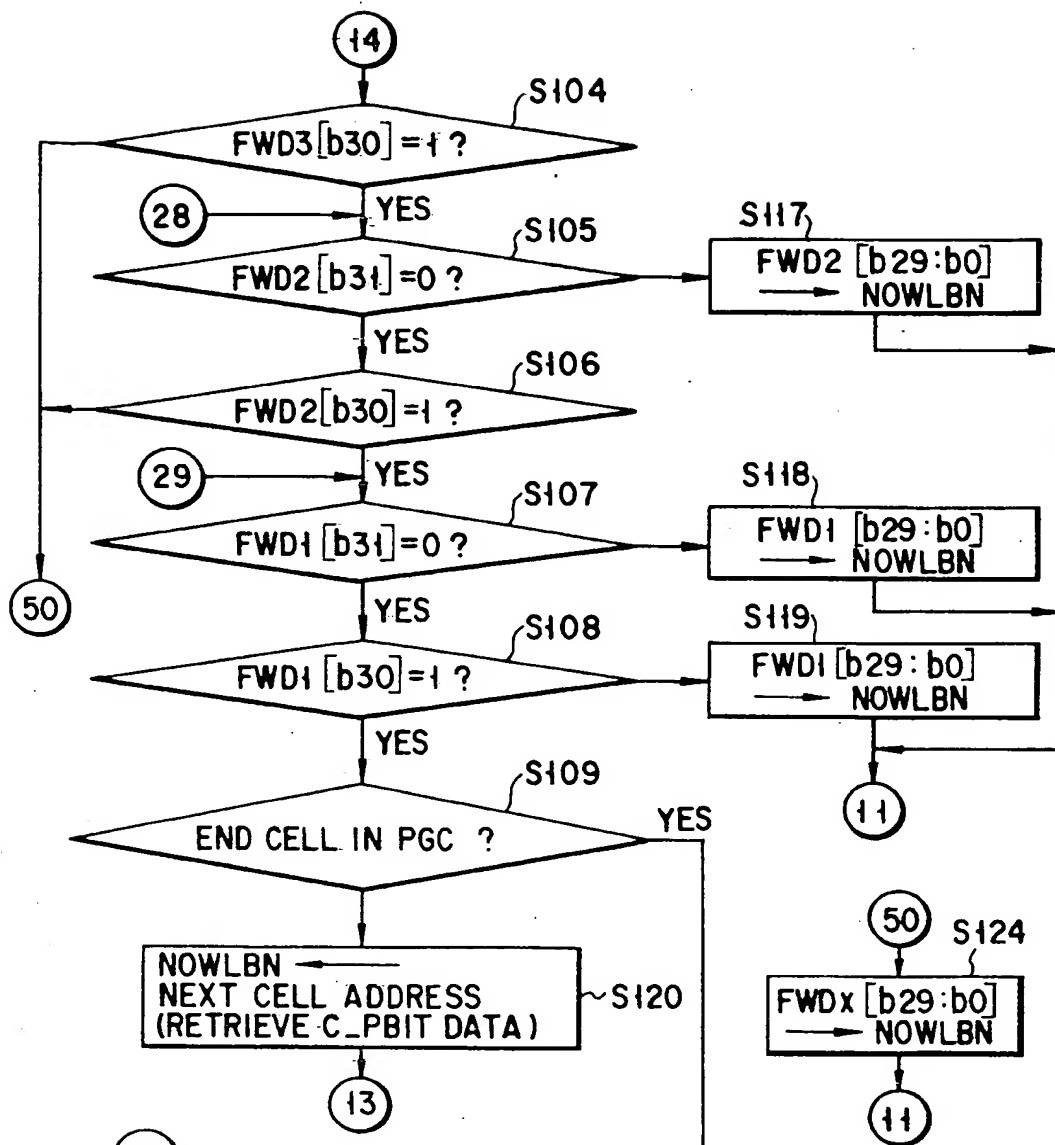 14
S104
FWD3[b30]=1 ?
28
YES
S105
FWD2[b31]=0 ?
S117
FWD2 [b29:b0]
→ NOWLBN
YES
S106
FWD2[b30]=1 ?
29
YES
S107
FWD1[b31]=0 ?
S118
FWD1 [b29:b0]
→ NOWLBN
50
YES
S108
FWD1[b30]=1 ?
S119
FWD1[b29:b0]
→ NOWLBN
YES
S109
END CELL IN PGC ?
YES
11
NOWLBN ←
NEXT CELL ADDRESS
(RETRIEVE C_PBIT DATA)
S120
50
S124
FWDx [b29:b0]
→ NOWLBN
13
11